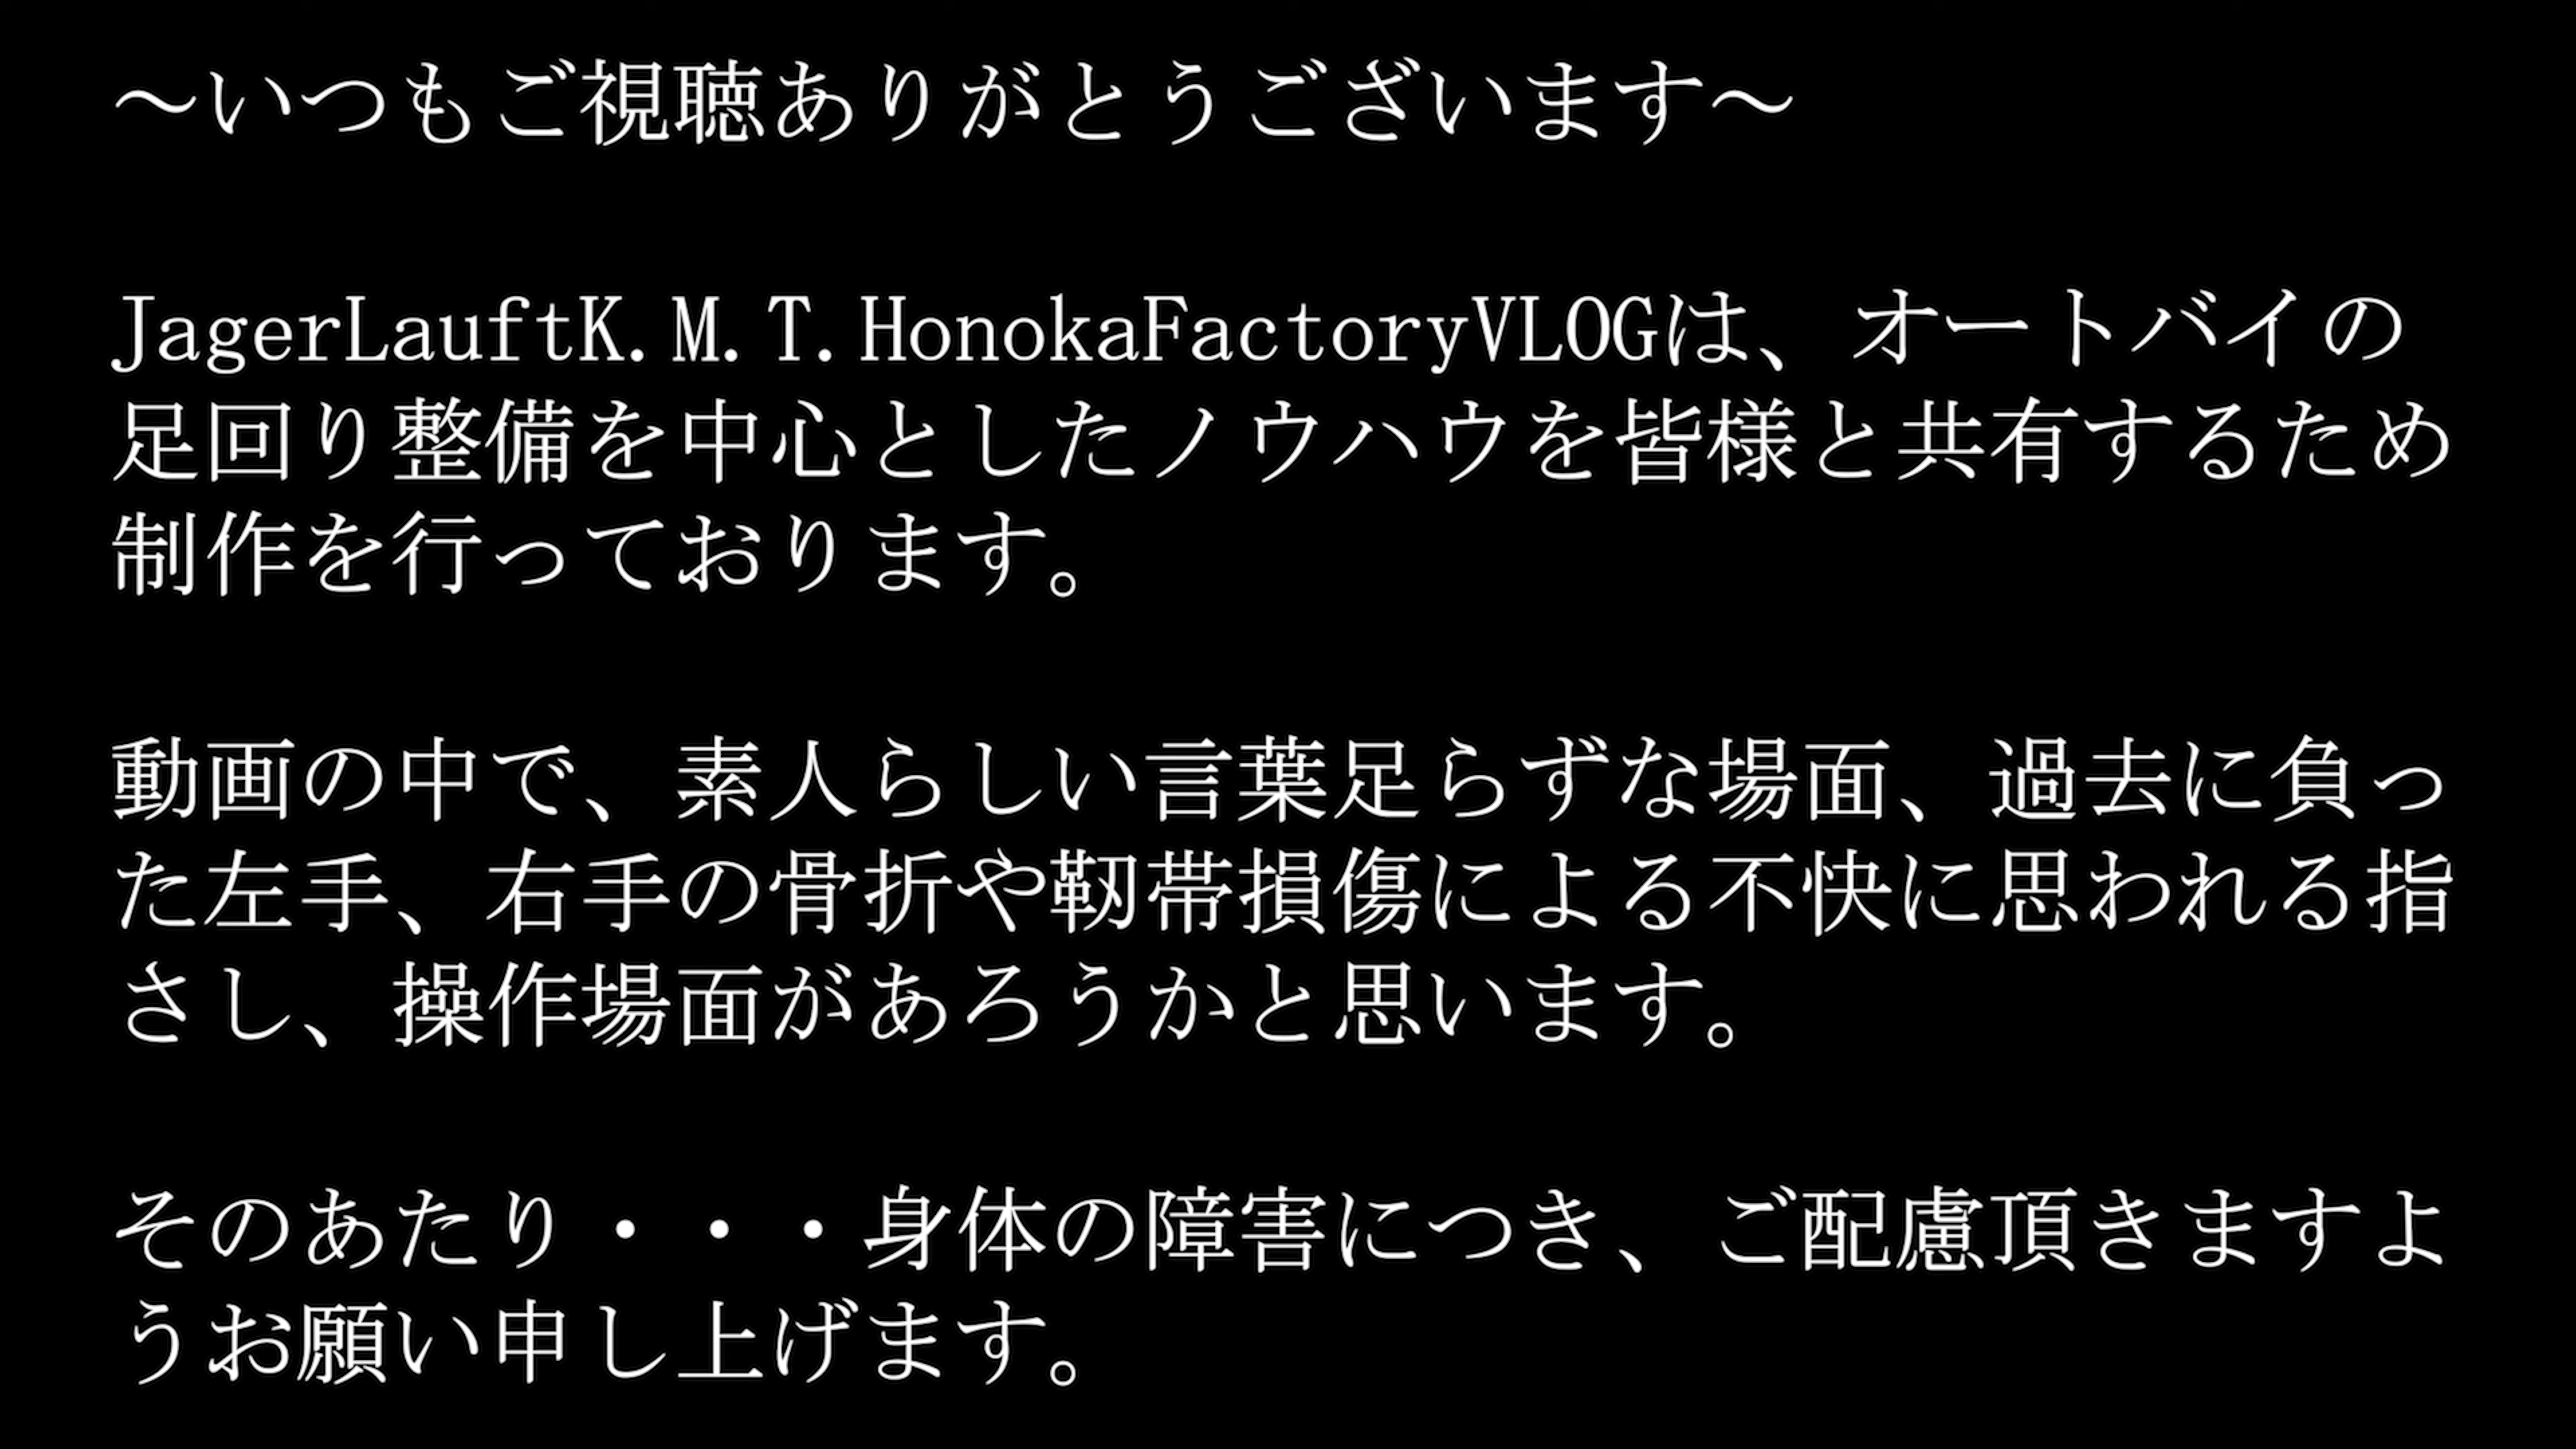 ～いつもご視聴ありがとうございます～
JagerLauftK.M.T.HonokaFactoryVLOGは、オートバイの
足回り整備を中心としたノウハウを皆様と共有するため
制作を行っております。
動画の中で、素人らしい言葉足らずな場面、過去に負っ
た左手、右手の骨折や靭帯損傷による不快に思われる指
さし、操作場面があろうかと思います。
そのあたり・・・身体の障害につき、ご配慮頂きますよ
うお願い申し上げます。